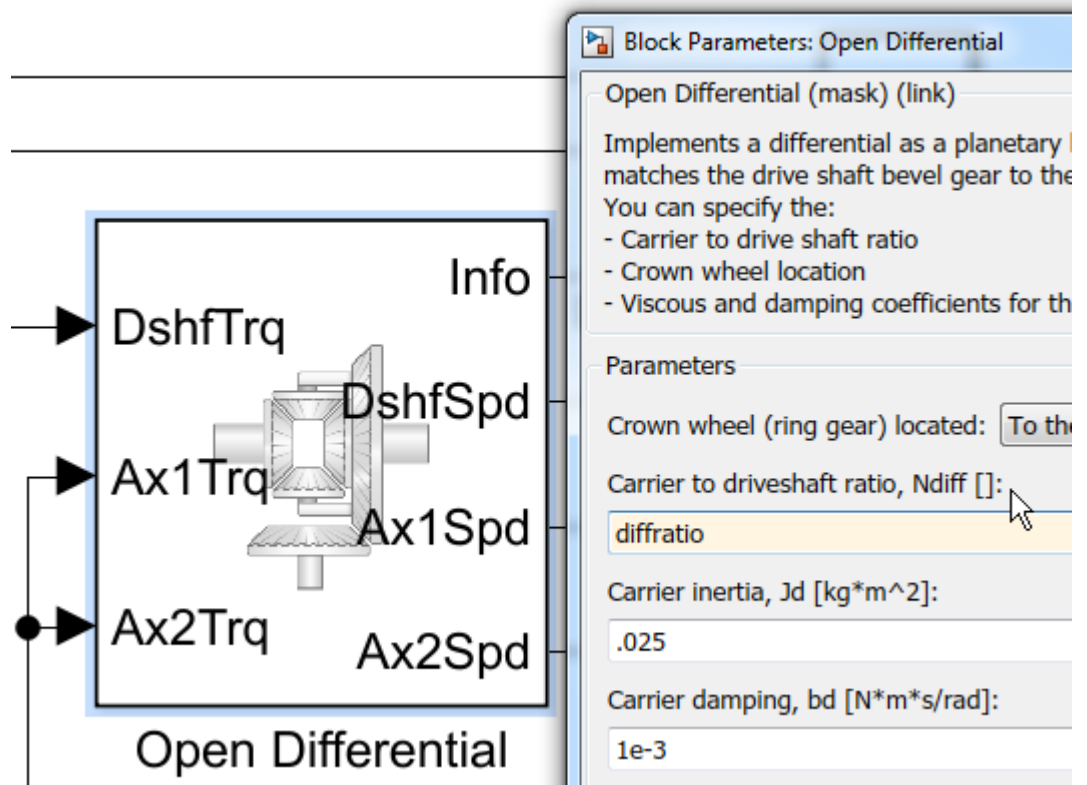 Info
DshfTrq
DshfSpd
Ax1Trq
Ax1Spd
Ax2Trq
Ax2Spd
Open Differential
Block Parameters: Open Differential
Open Differential (mask) (link)
Implements a differential as a planetary
matches the drive shaft bevel gear to the
You can specify the:
- Carrier to drive shaft ratio
- Crown wheel location
- Viscous and damping coefficients for th
Parameters
Crown wheel (ring gear) located: To the
Carrier to driveshaft ratio, Ndiff []:
diffratio
Carrier inertia, Jd [kg*m^2]:
.025
Carrier damping, bd [N*m*s/rad]:
1e-3